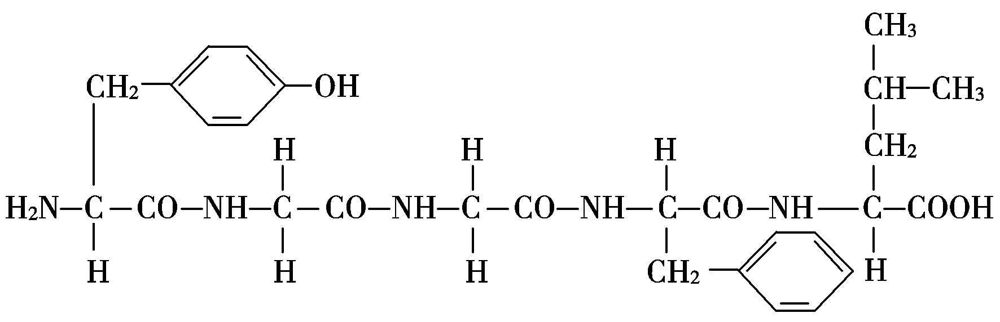 CH3
CH2 OH CH—CH3
H H H CH2
H2N—C—CO—NH—C—CO—NH—C—CO—NH—C—CO—NH—C—COOH
H H H CH2 H